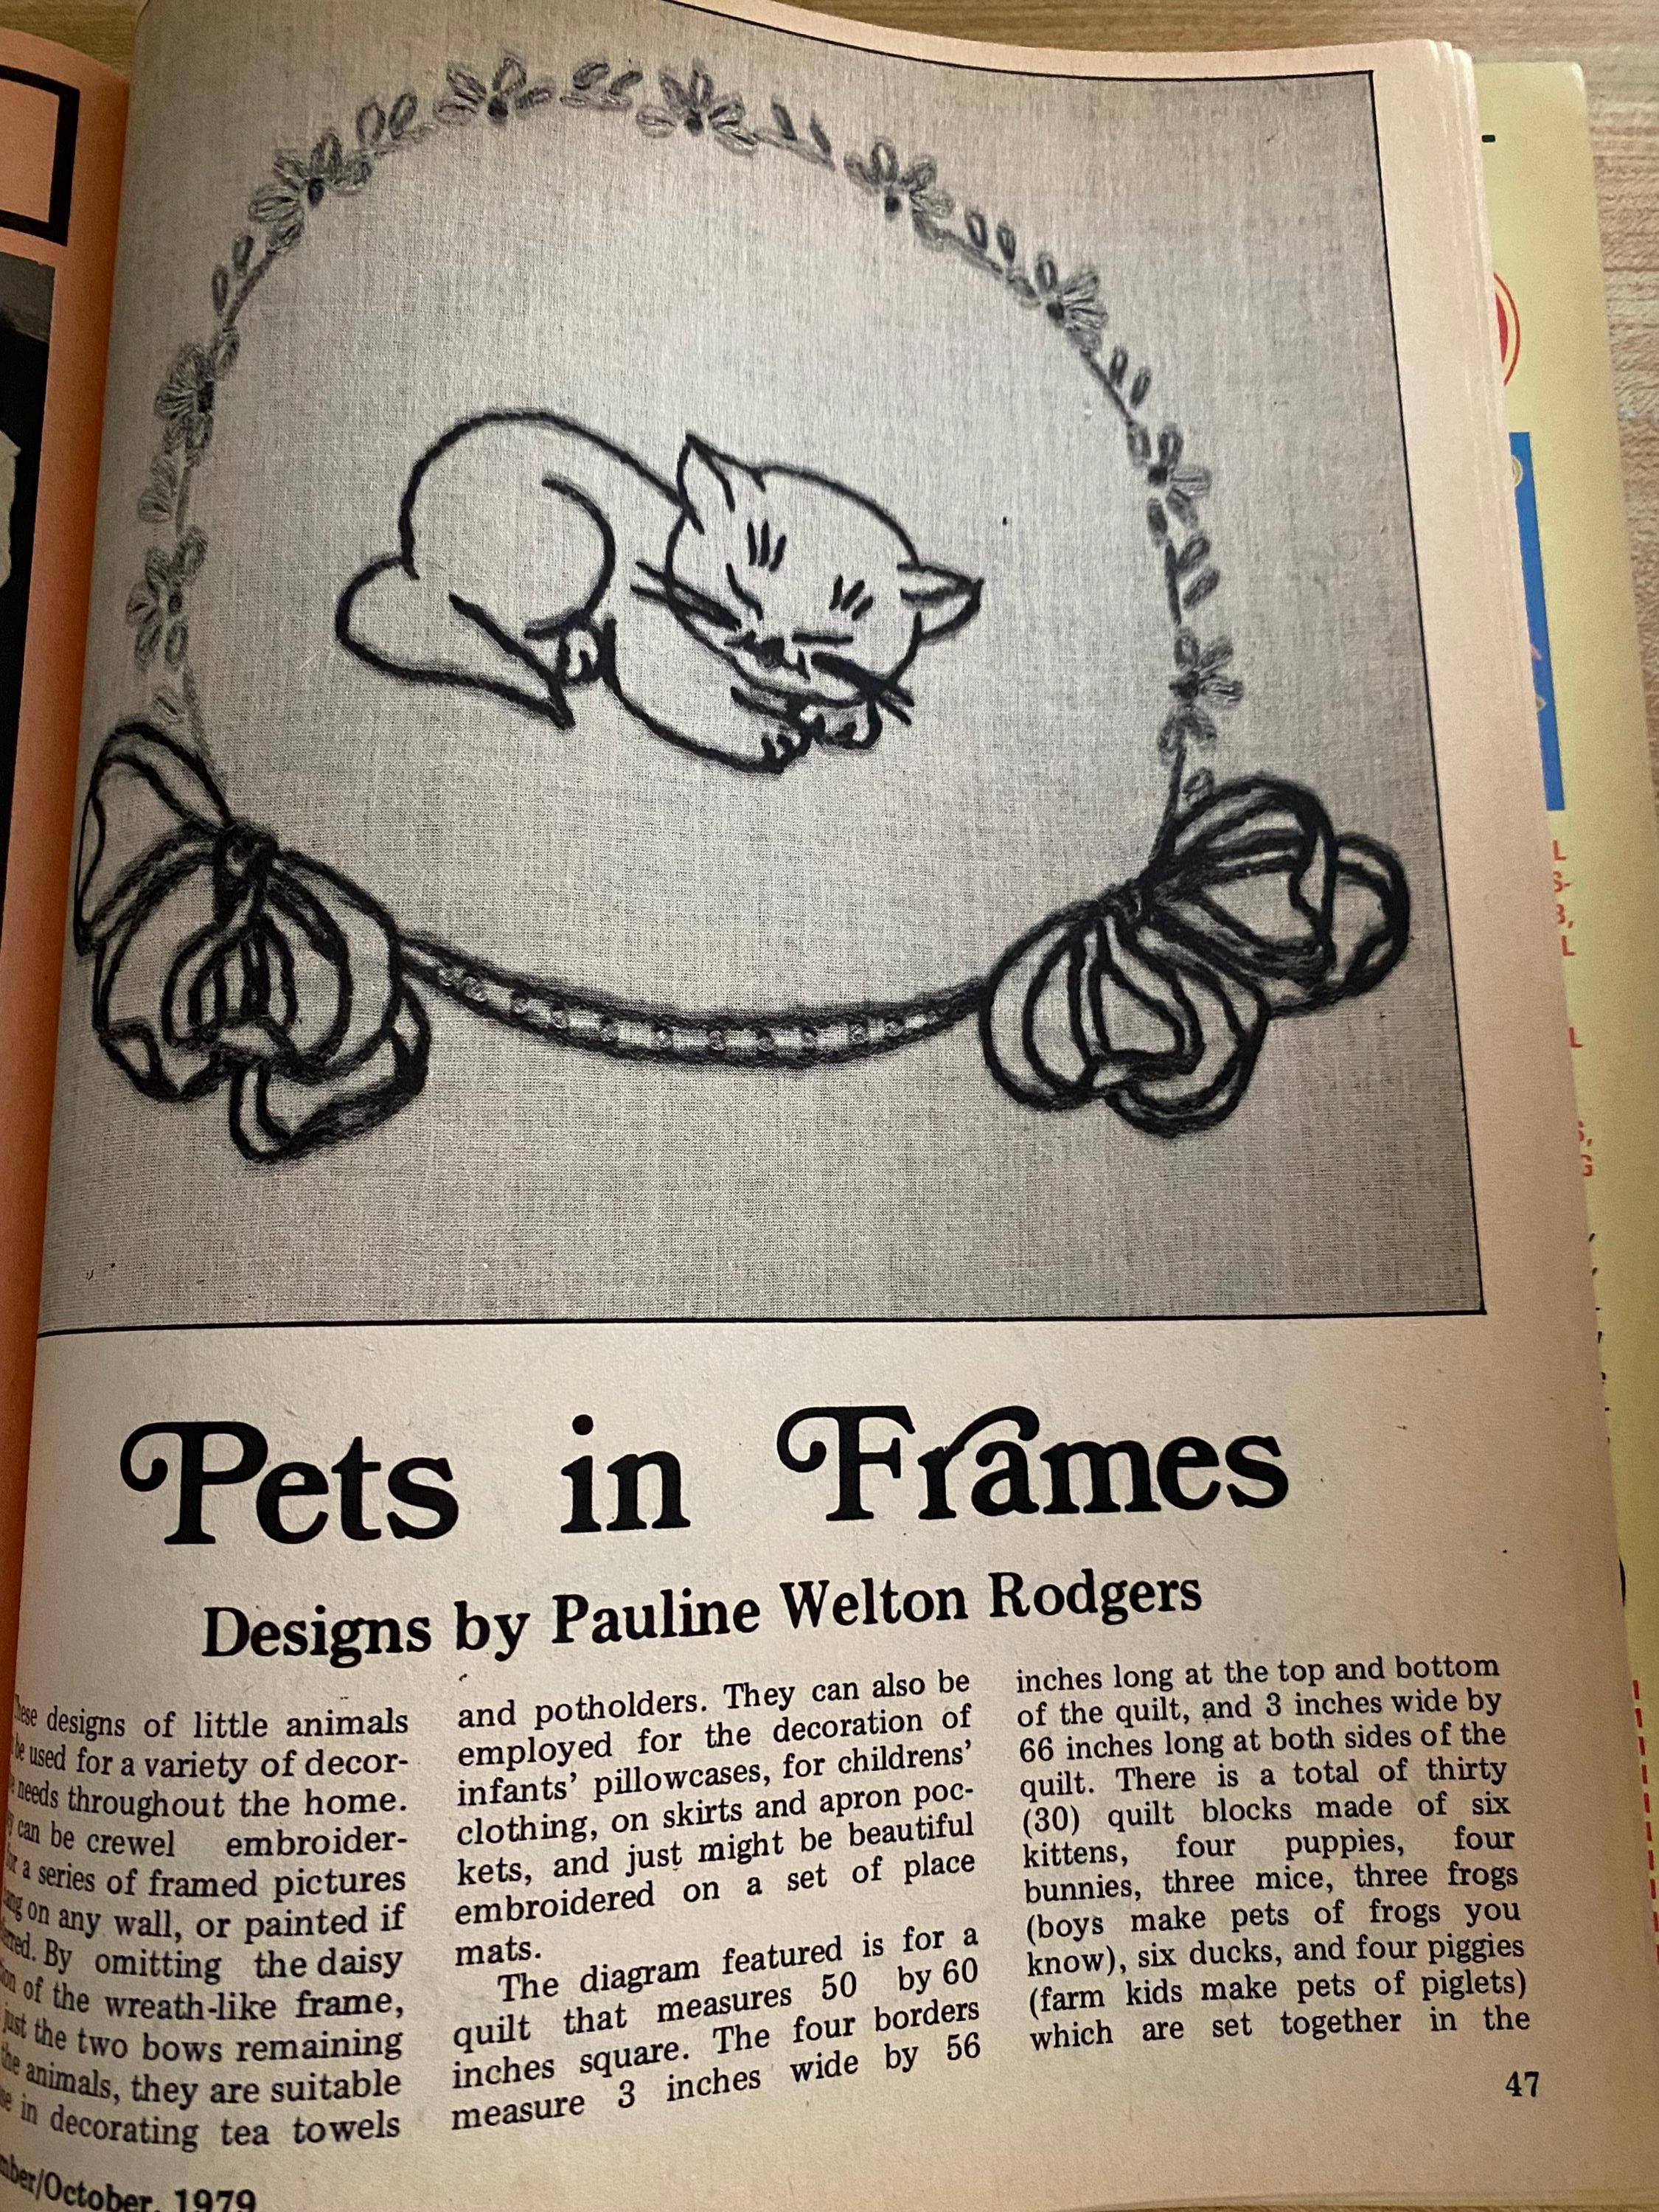 Pets in Frames
Designs by Pauline Welton Rodgers
designs of little animals
be used for a variety of decor-
needs throughout the home.
can be crewel embroider-
a series of framed pictures
on any wall, or painted if
By omitting the daisy
of the wreath-like frame,
just the two bows remaining
the animals, they are suitable
in decorating tea towels
and potholders. They can also be
employed for the decoration of
infants' pillowcases, for childrens'
clothing, on skirts and apron poc-
kets, and just might be beautiful
embroidered on a set of place
mats.
The diagram featured is for a
quilt that measures 50 by 60
inches square. The four borders
measure 3 inches wide by 56
inches long at the top and bottom
of the quilt, and 3 inches wide by
66 inches long at both sides of the
quilt. There is a total of thirty
(30) quilt blocks made of six
kittens, four puppies, four
bunnies, three mice, three frogs
(boys make pets of frogs you
know), six ducks, and four piggies
(farm kids make pets of piglets)
which are set together in the
47
/October, 1979